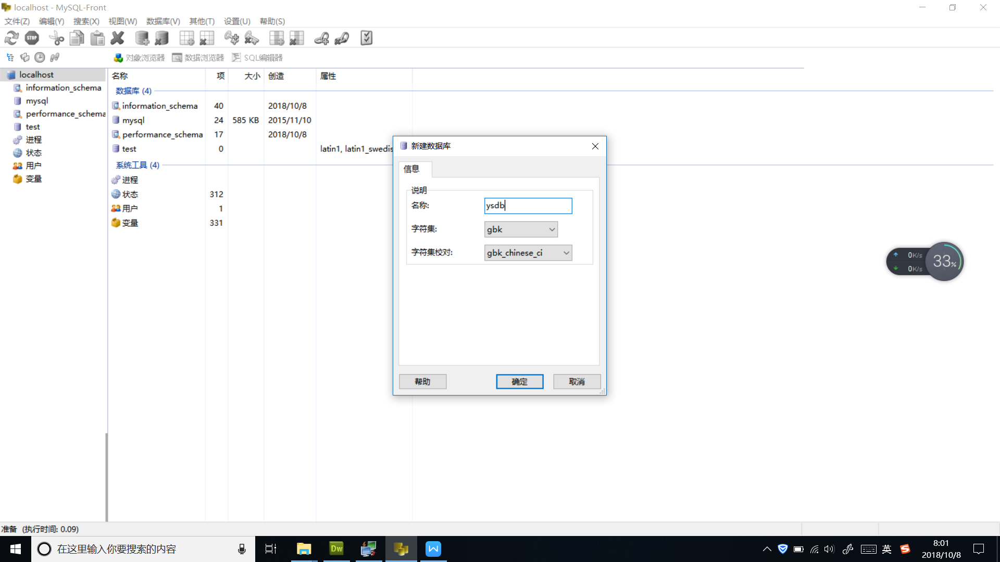 localhost - MySQL-Front
文件(Z) 编辑(Y) 搜索(X) 视图(W) 数据库(V) 其他(T) 设置(U) 帮助(S)
STOP
对象浏览器 数据浏览器 SQL编辑器
localhost
information_schema
mysql
performance_schema
test
进程
状态
用户
变量
名称 项 大小 创造 属性
数据库 (4)
information_schema 40 2018/10/8
mysql 24 585 KB 2015/11/10
performance_schema 17 2018/10/8
test 0 latin1, latin1_swedis
系统工具 (4)
进程
状态 312
用户 1
变量 331
新建数据库
信息
说明
名称: ysdb
字符集: gbk
字符集校对: gbk_chinese_ci
帮助 确定 取消
0K/s
0K/s
33%
准备 (执行时间: 0.09)
在这里输入你要搜索的内容
Dw
英
8:01
2018/10/8